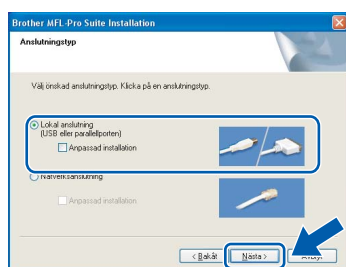 Brother MFL-Pro Suite Installation
Anslutningstyp
Välj önskad anslutningstyp. Klicka på en anslutningstyp.
Lokal anslutning
(USB eller parallellporten)
Anpassad installation
Nätverksanslutning
Anpassad installation
< Bakåt
Nästa >